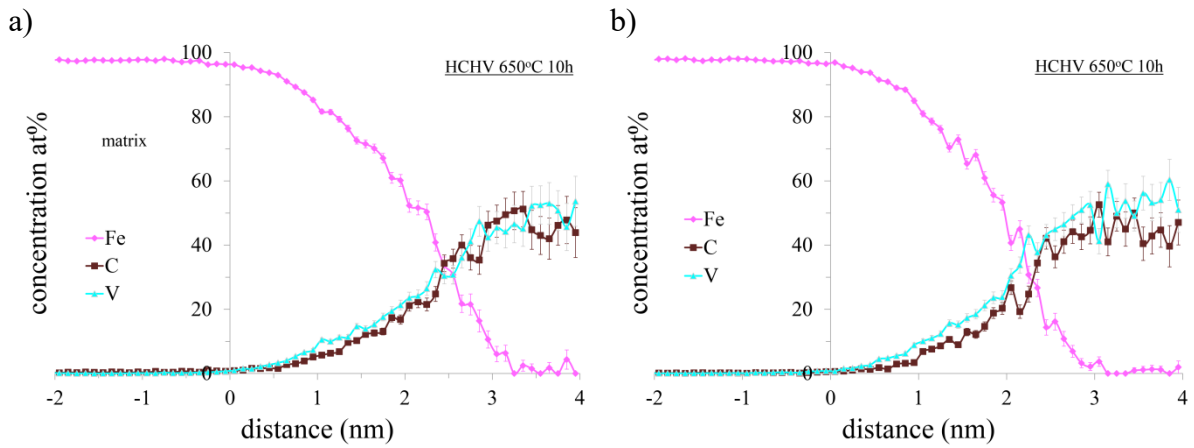 a)
100
80
60
40
20
0
concentration at%
HCHV 650°C 10h
matrix
Fe
C
V
-2 -1 0 1 2 3 4
distance (nm)
b)
100
80
60
40
20
0
concentration at%
HCHV 650°C 10h
Fe
C
V
-2 -1 0 1 2 3 4
distance (nm)